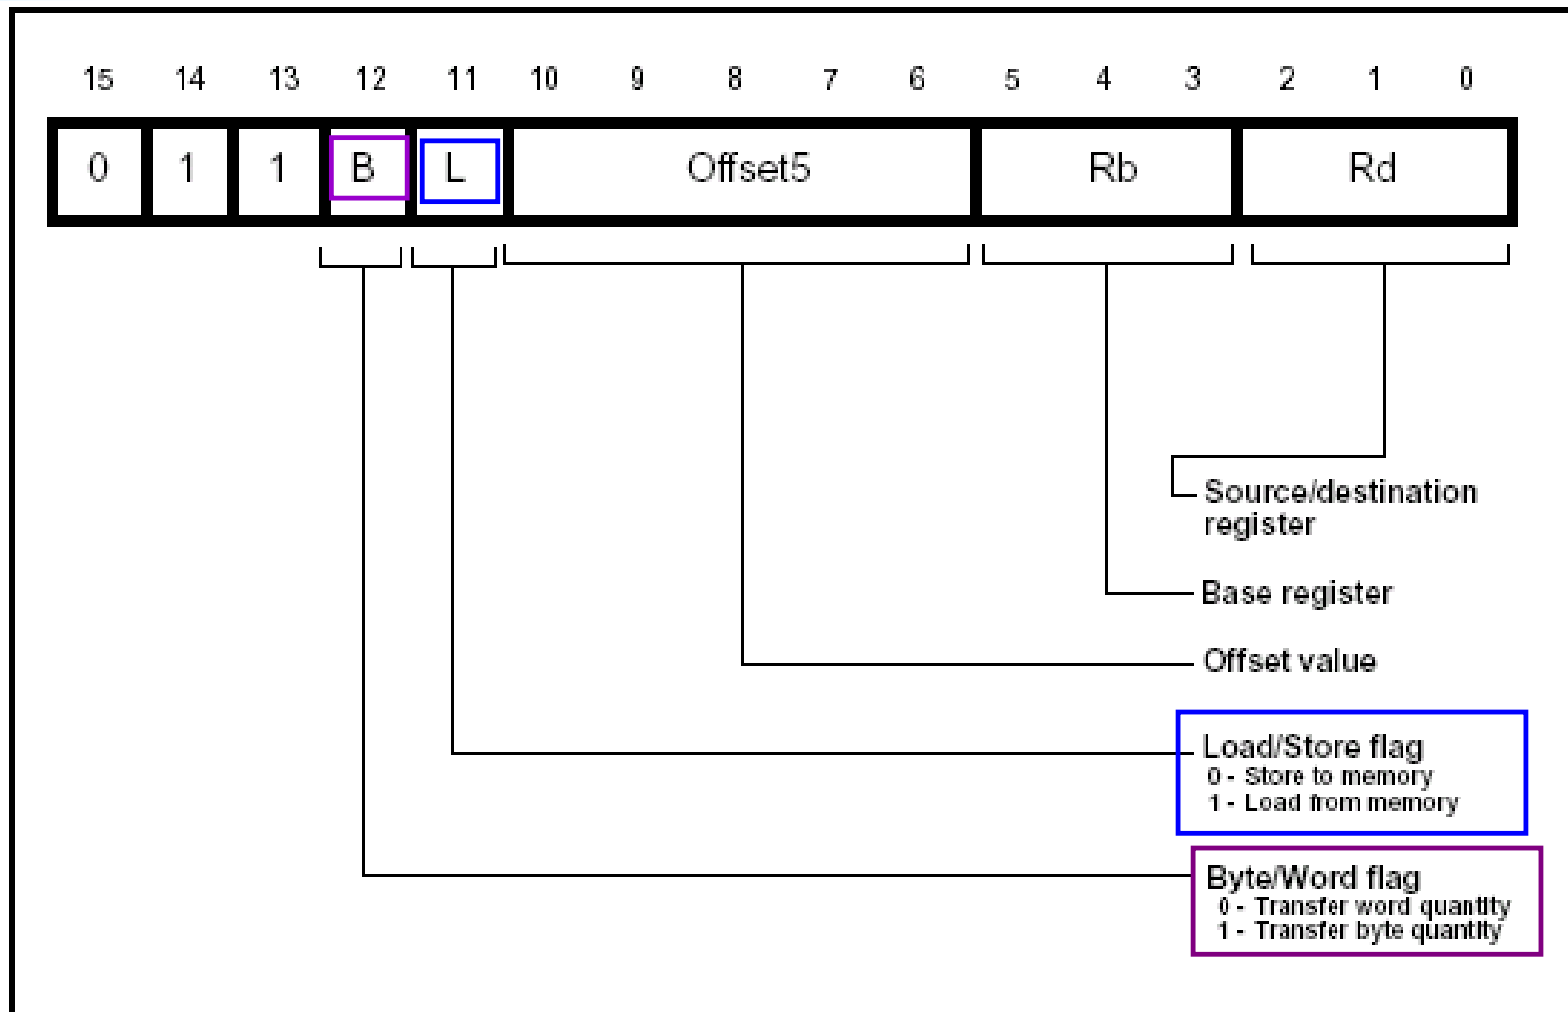 15 14 13 12 11 10 9 8 7 6 5 4 3 2 1 0
0 1 1 B L Offset5 Rb Rd
Source/destination
register
Base register
Offset value
Load/Store flag
0 - Store to memory
1 - Load from memory
Byte/Word flag
0 - Transfer word quantity
1 - Transfer byte quantity